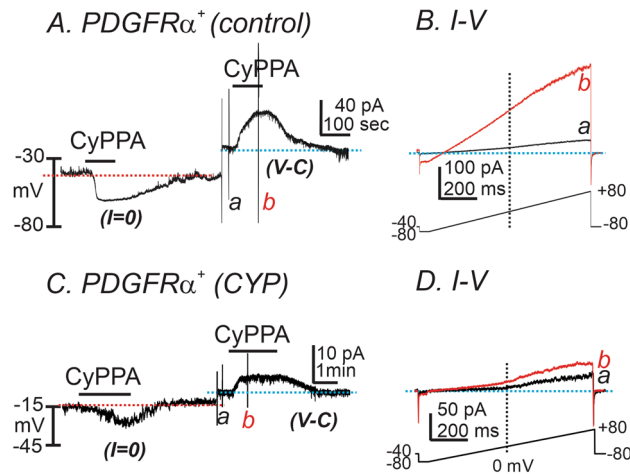 A. PDGFRα⁺ (control)
B. I-V
CyPPA
CyPPA
40 pA
100 sec
-30
mV
-80
(I=0)
(V-C)
a
b
b
a
100 pA
200 ms
+80
-40
-80
-80
C. PDGFRα⁺ (CYP)
D. I-V
CyPPA
CyPPA
10 pA
1min
-15
mV
-45
(I=0)
a
b
(V-C)
b
a
50 pA
200 ms
+80
-40
-80
-80
0 mV